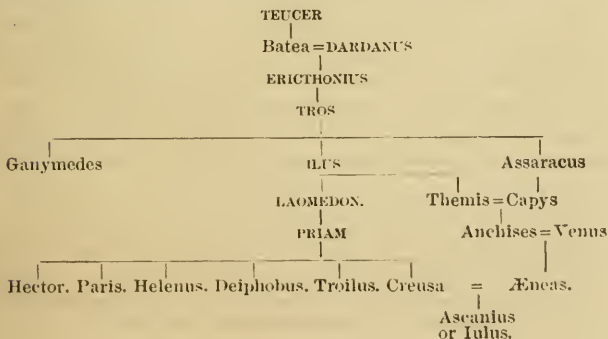 TEUCER
Batea = DARDANUS
ERICTHONIUS
TROS
Ganymedes ILUS Assaracus
LAOMEDON. Themis = Capys
PRIAM Anchises = Venus
Hector. Paris. Helenus. Deiphobus. Troilus. Creusa = Æneas.
Ascanius
or Iulus.